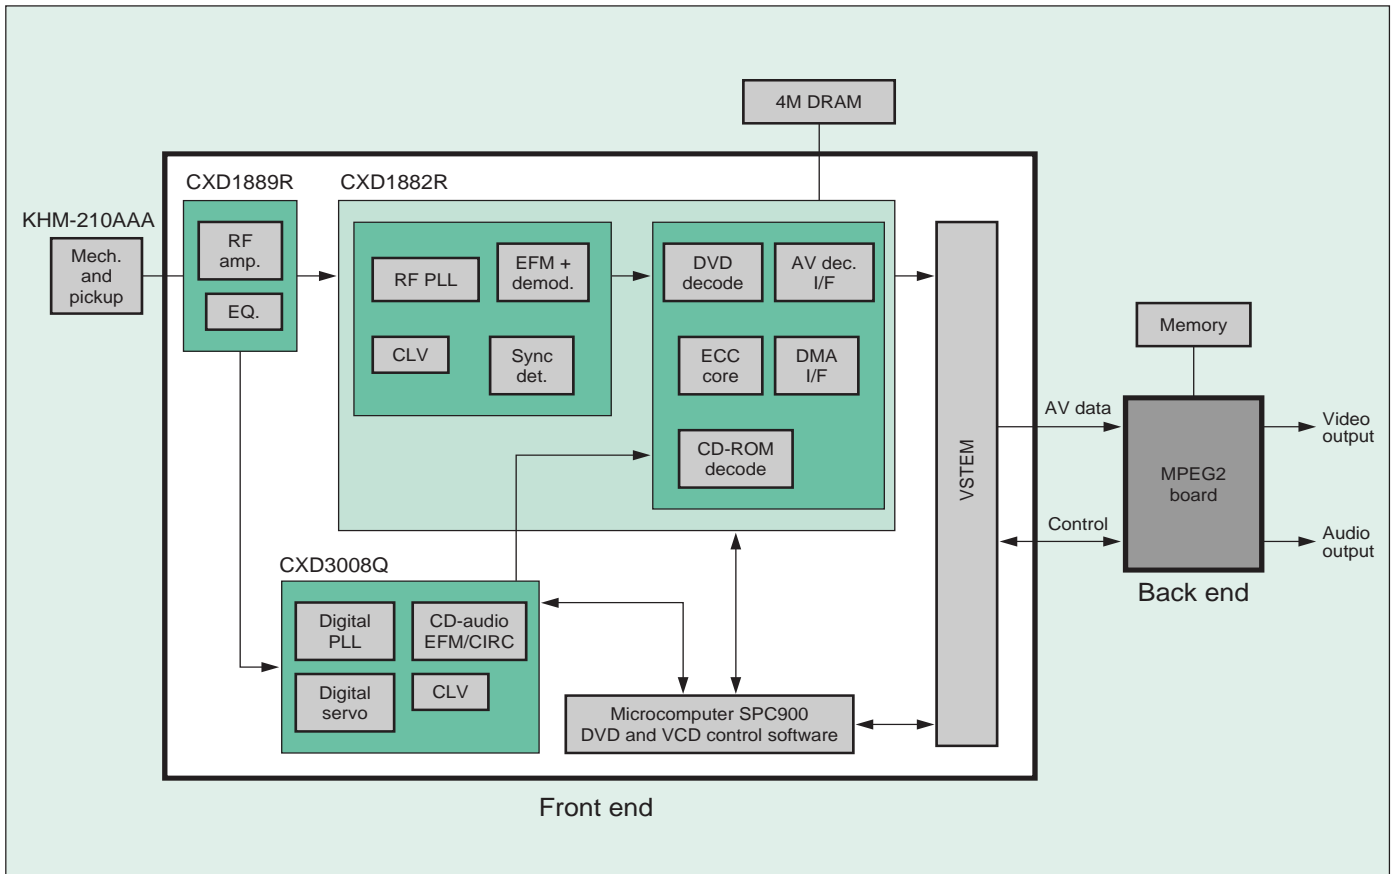 4M DRAM
CXD1889R
CXD1882R
KHM-210AAA
Mech.
and
pickup
RF
amp.
EQ.
RF PLL
EFM +
demod.
CLV
Sync
det.
DVD
decode
AV dec.
I/F
ECC
core
DMA
I/F
CD-ROM
decode
VSTEM
Memory
AV data
Control
MPEG2
board
Video
output
Audio
output
Back end
CXD3008Q
Digital
PLL
CD-audio
EFM/CIRC
Digital
servo
CLV
Microcomputer SPC900
DVD and VCD control software
Front end